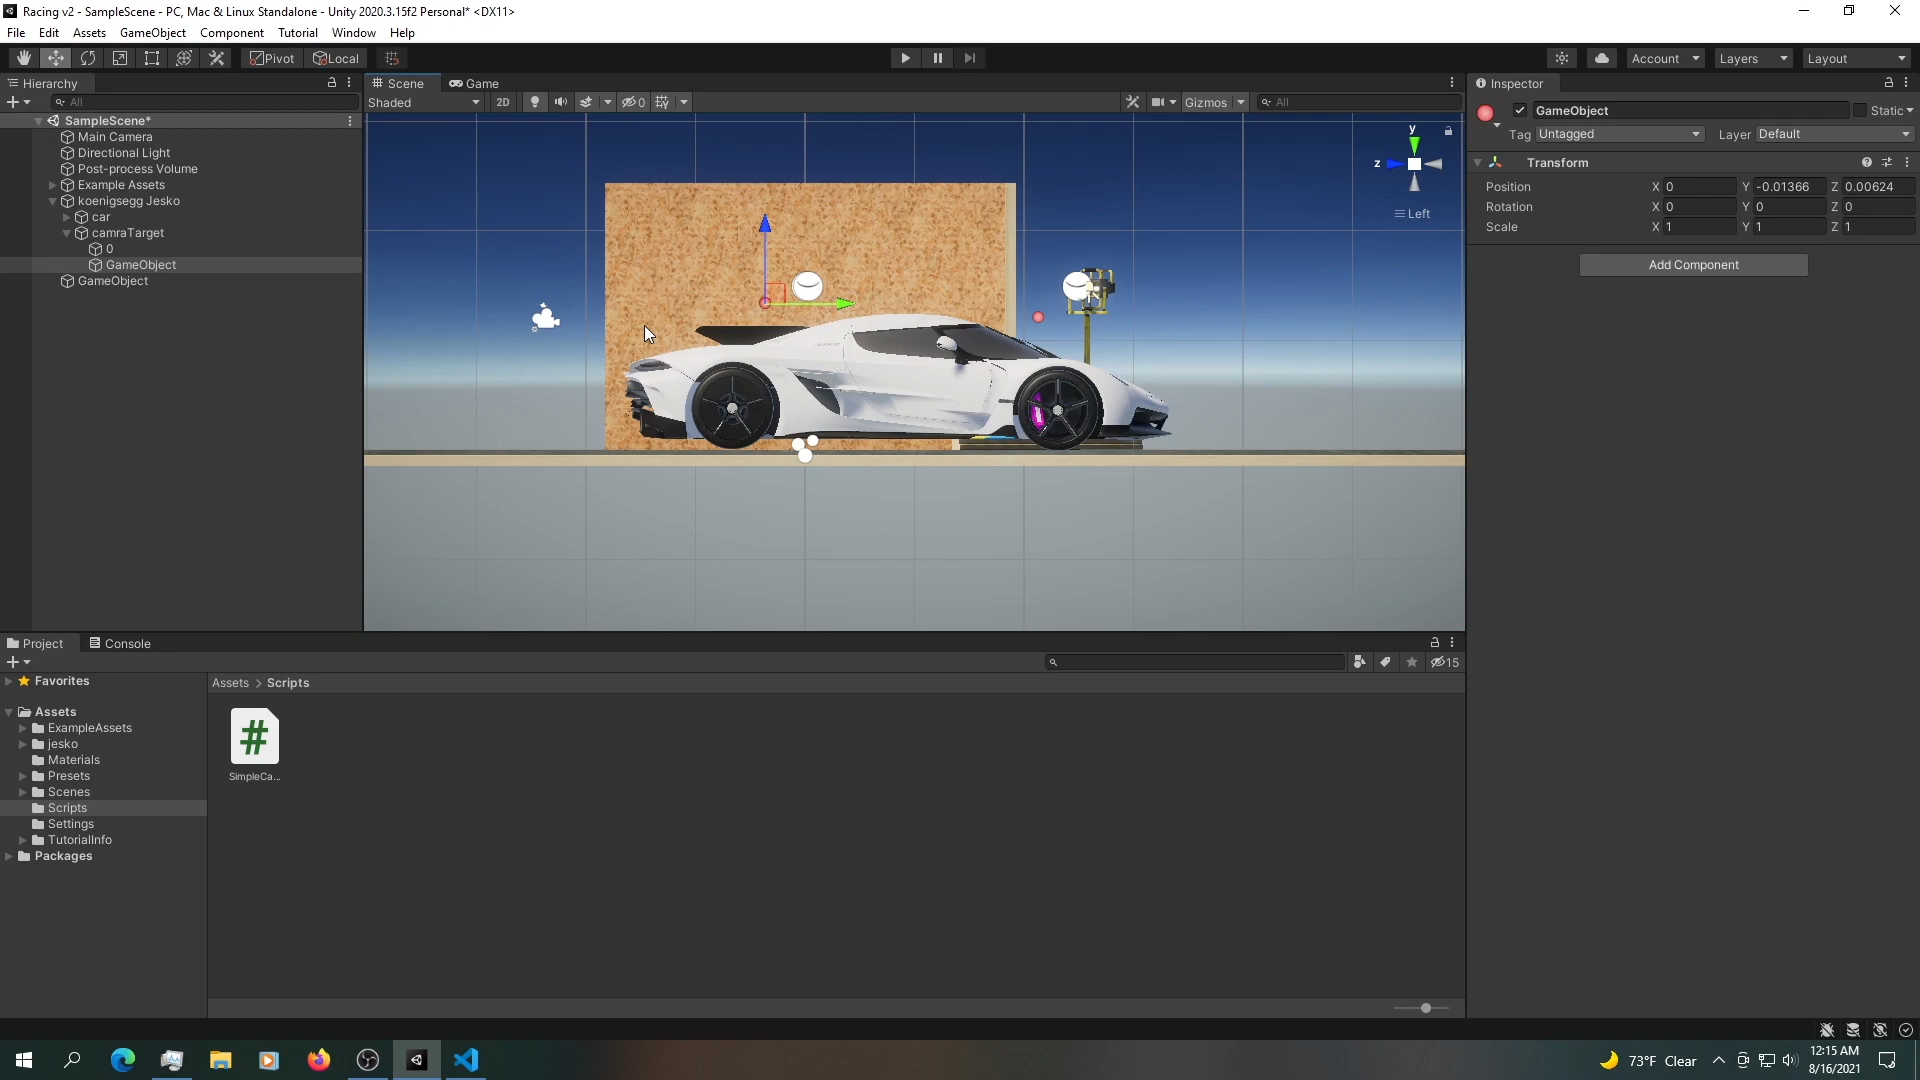 Racing v2 - SampleScene - PC, Mac & Linux Standalone - Unity 2020.3.15f2 Personal* <DX11>
File Edit Assets GameObject Component Tutorial Window Help
Pivot Local Account Layers Layout
Hierarchy
All
SampleScene*
Main Camera
Directional Light
Post-process Volume
Example Assets
koenigsegg Jesko
car
camraTarget
0
GameObject
GameObject
Scene Game
Shaded 2D 0 Gizmos All
y
z
Left
Inspector
GameObject Static
Tag Untagged Layer Default
Transform
Position X 0 Y -0.01366 Z 0.00624
Rotation X 0 Y 0 Z 0
Scale X 1 Y 1 Z 1
Add Component
Project Console
15
Favorites
Assets
ExampleAssets
jesko
Materials
Presets
Scenes
Scripts
Settings
TutorialInfo
Packages
Assets > Scripts
#
SimpleCa...
73°F Clear
12:15 AM
8/16/2021